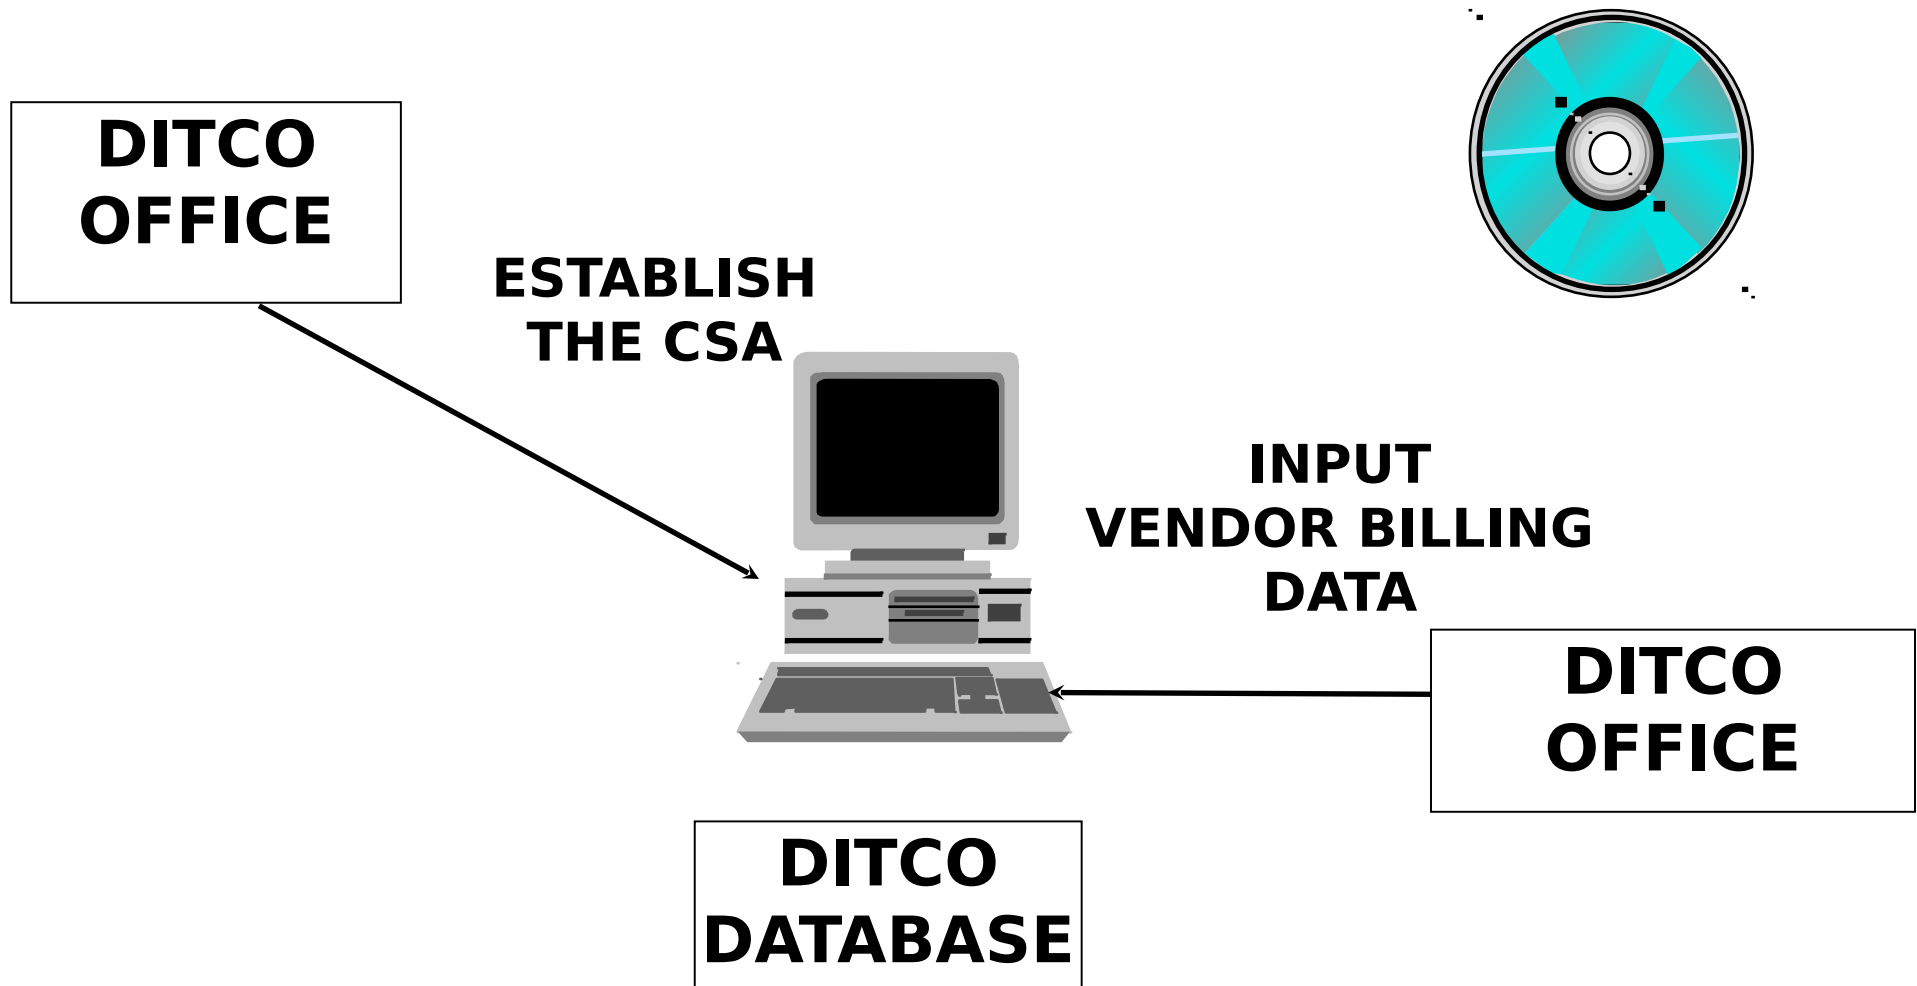 DITCO
OFFICE
ESTABLISH
THE CSA
INPUT
VENDOR BILLING
DATA
DITCO
OFFICE
DITCO
DATABASE